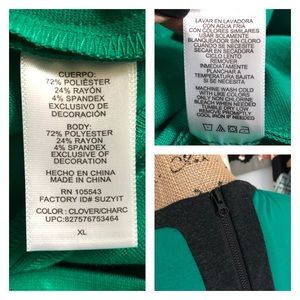 CUERPO:
72% POLIÉSTER
24% RAYÓN
4% SPANDEX
EXCLUSIVO DE
DECORACIÓN
BODY:
72% POLYESTER
24% RAYON
4% SPANDEX
EXCLUSIVE OF
DECORATION
HECHO EN CHINA
MADE IN CHINA
RN 105543
FACTORY ID# SUZYIT
COLOR : CLOVER/CHARC
UPC:827576753464
XL
LAVAR EN LAVADORA
CON AGUA FRÍA
CON COLORES SIMILARES
USAR SOLAMENTE
BLANQUEADOR SIN CLORO
CUANDO SE NECESITE
SECAR EN SECADORA
CICLO LENTO
REMOVER
INMEDIATAMENTE
PLANCHAR A
TEMPERATURA BAJA
SI SE NECESITA
MACHINE WASH COLD
WITH LIKE COLORS
ONLY NON CHLORINE
BLEACH WHEN NEEDED
TUMBLE DRY LOW
REMOVE PROMPTLY
COOL IRON IF NEEDED